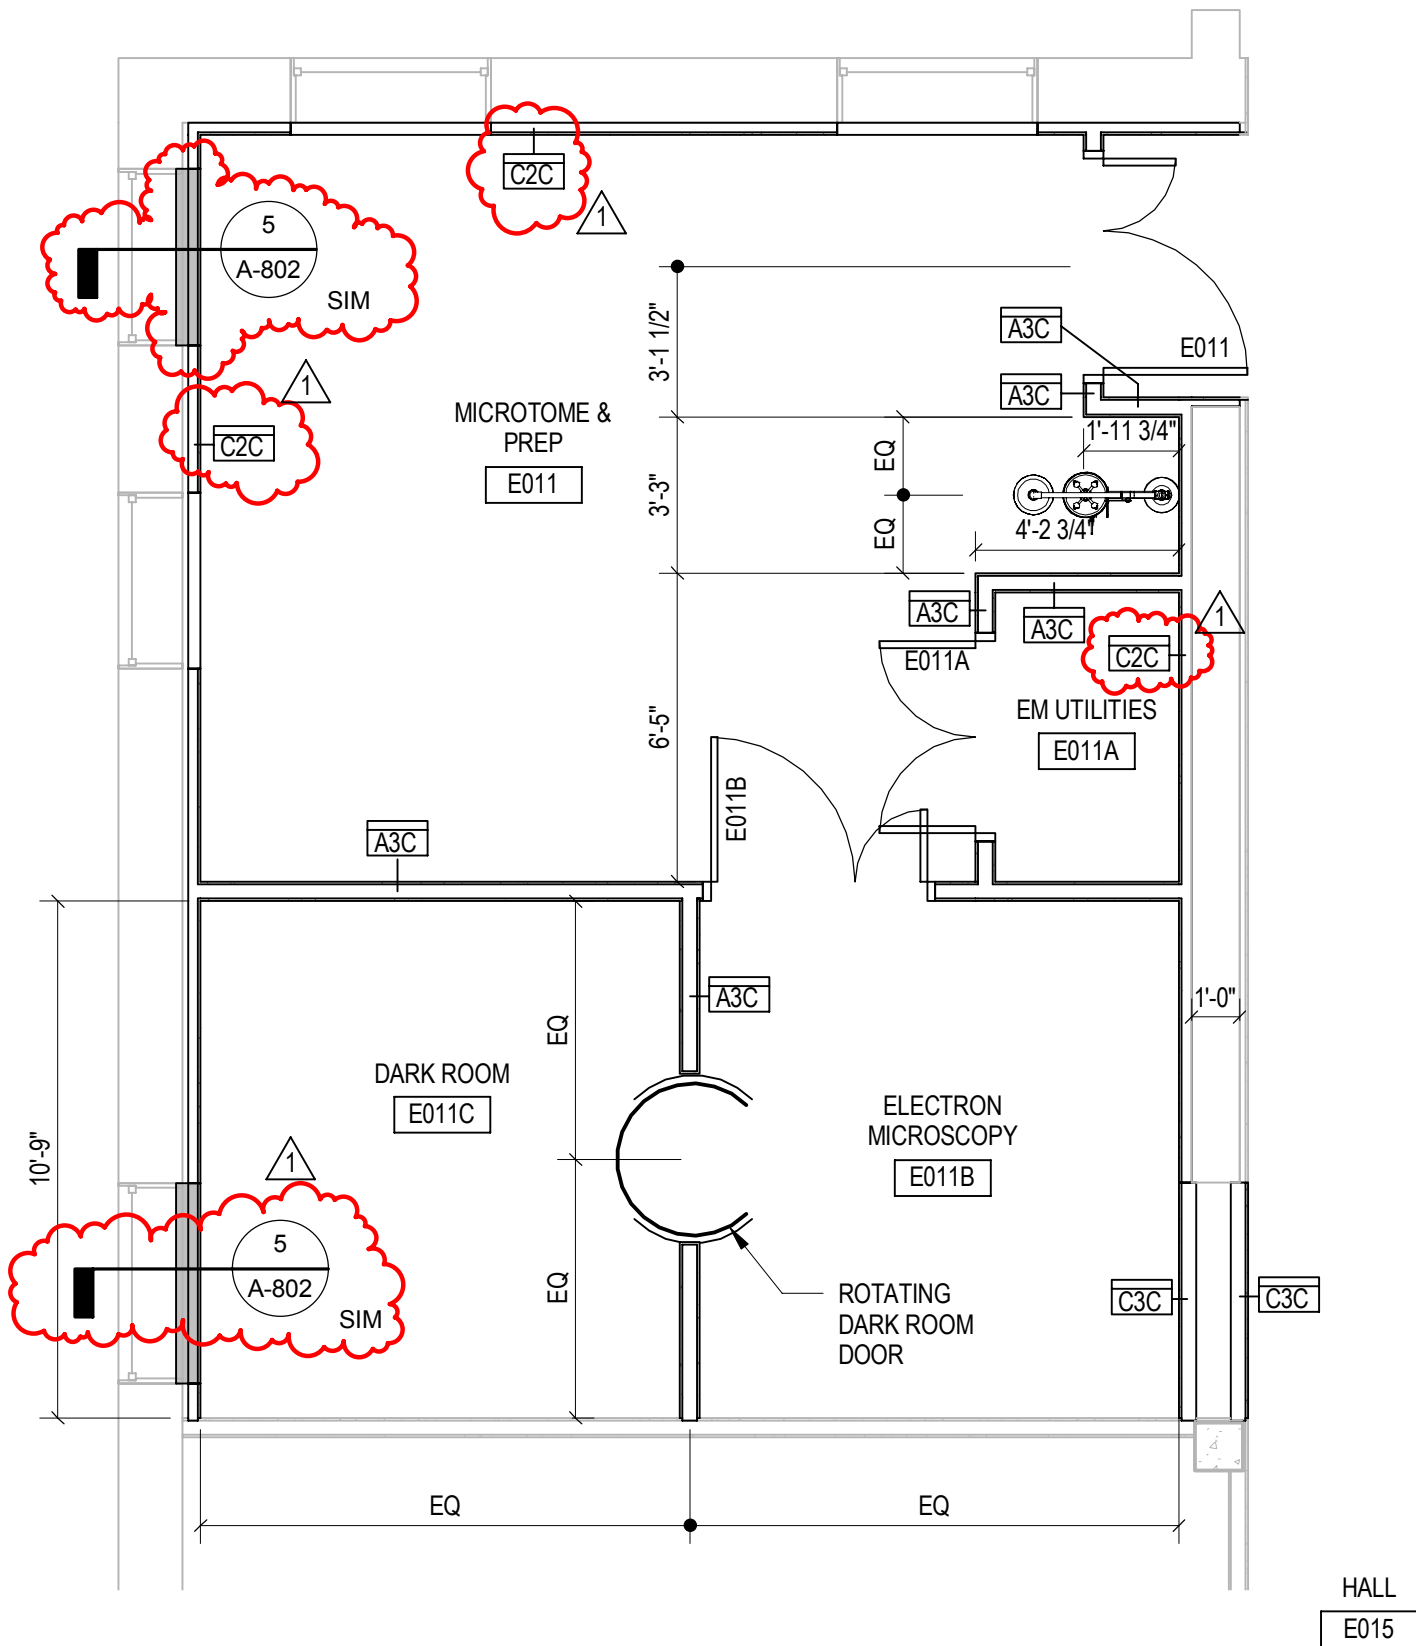 C2C
1
5
A-802
SIM
3'-1 1/2"
A3C
E011
1
A3C
MICROTOME &
PREP
E011
C2C
1'-11 3/4"
EQ
3'-3"
EQ
4'-2 3/4"
A3C
A3C
1
C2C
E011A
EM UTILITIES
E011A
6'-5"
E011B
A3C
A3C
1'-0"
EQ
DARK ROOM
E011C
ELECTRON
MICROSCOPY
E011B
10'-9"
1
5
A-802
SIM
EQ
ROTATING
DARK ROOM
DOOR
C3C
C3C
EQ
EQ
HALL
E015